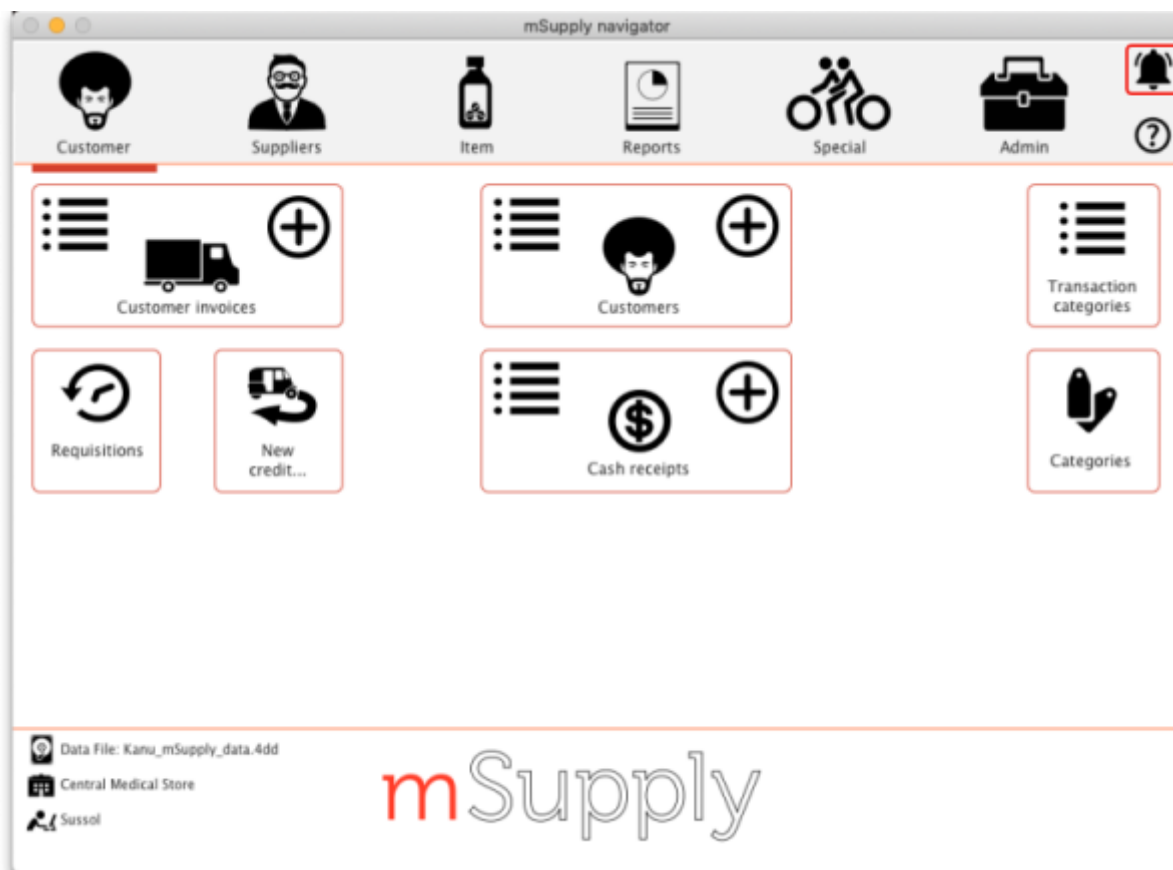 mSupply navigator
Customer
Suppliers
Item
Reports
Special
Admin
?
Customer invoices
Customers
Transaction
categories
Requisitions
New
credit...
$
Cash receipts
Categories
Data File: Kanu_mSupply_data.4dd
Central Medical Store
Sussol
mSupply